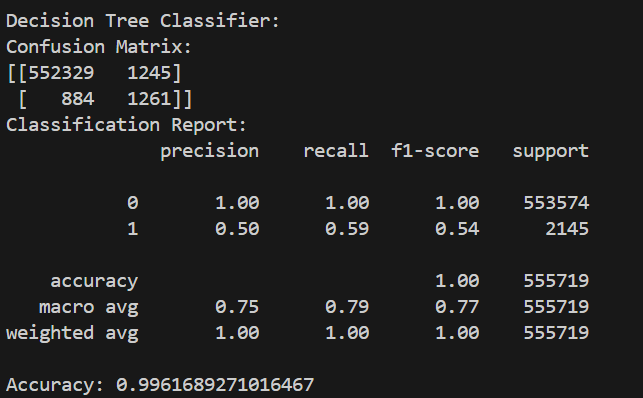 Decision Tree Classifier:
Confusion Matrix:
[[552329   1245]
 [   884   1261]]
Classification Report:
              precision    recall  f1-score   support

           0       1.00      1.00      1.00    553574
           1       0.50      0.59      0.54      2145

    accuracy                           1.00    555719
   macro avg       0.75      0.79      0.77    555719
weighted avg       1.00      1.00      1.00    555719

Accuracy: 0.9961689271016467